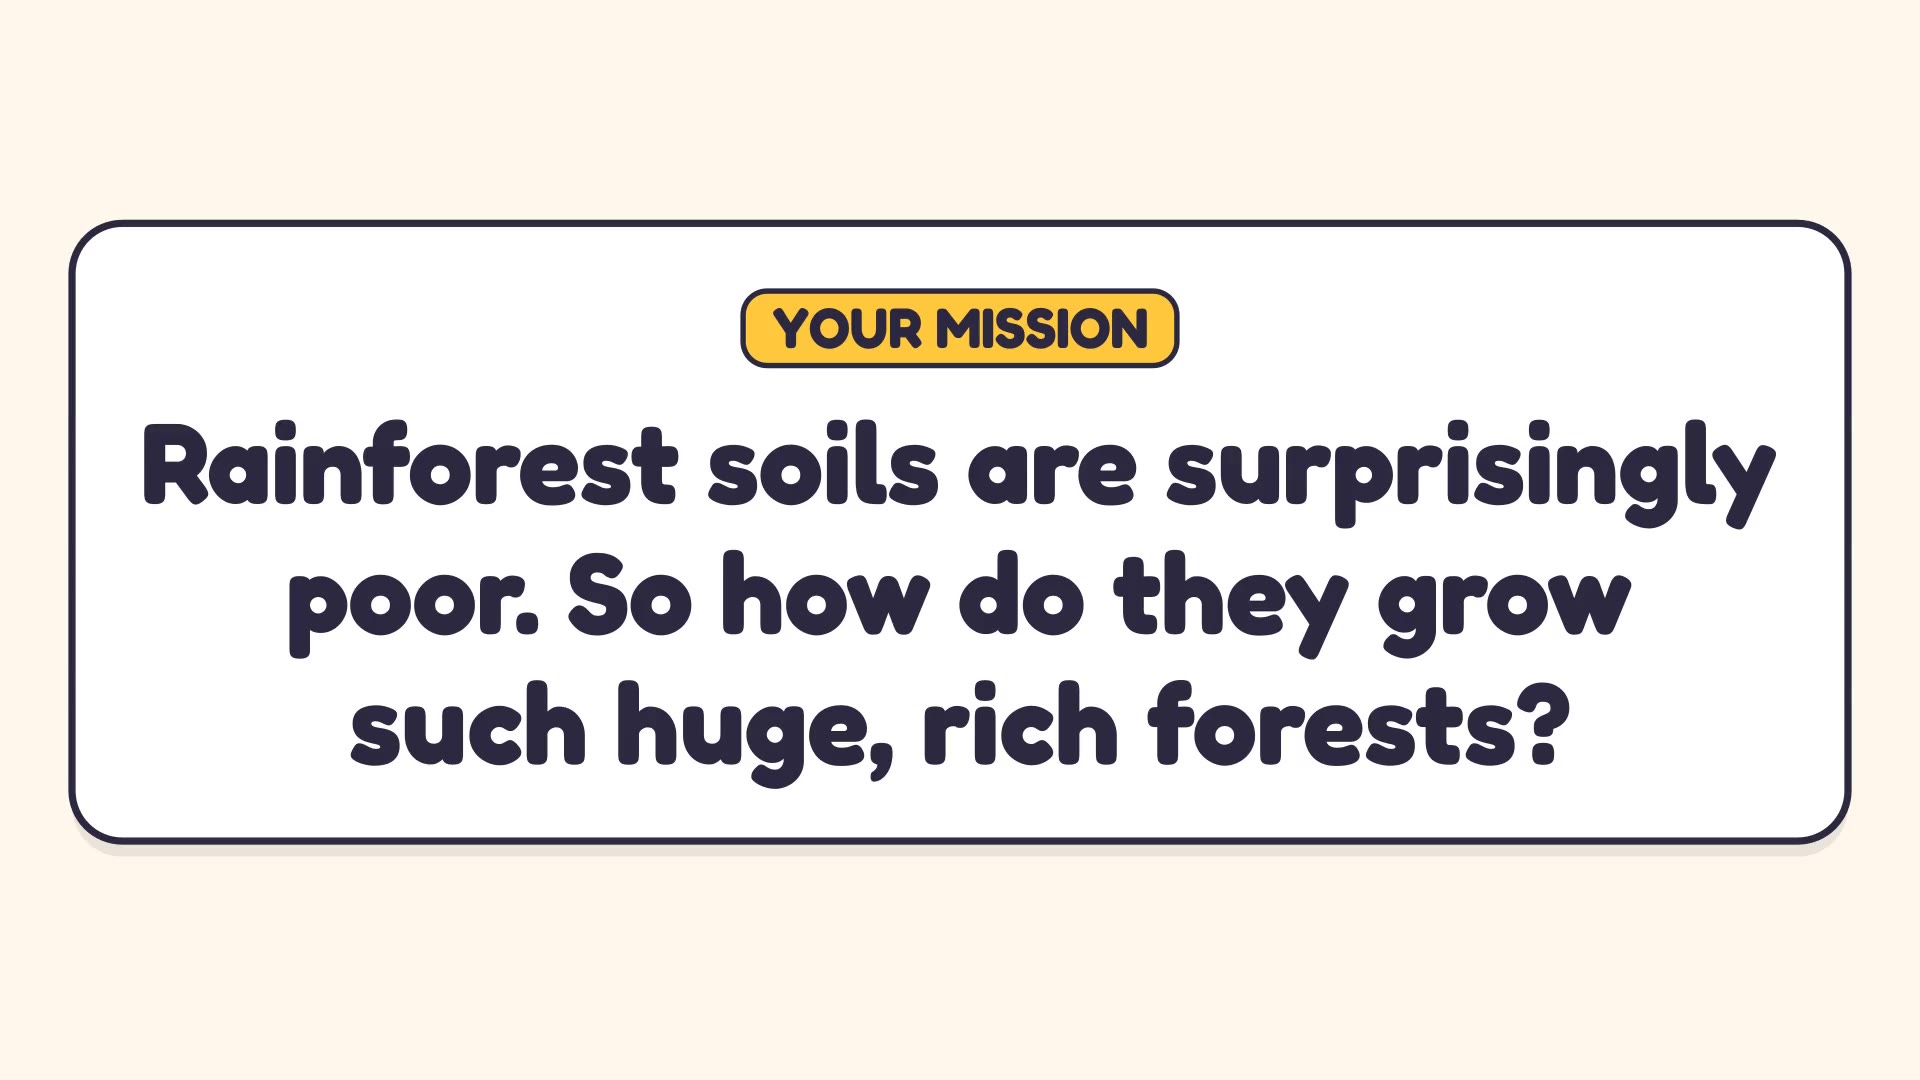 YOUR MISSION
Rainforest soils are surprisingly
poor. So how do they grow
such huge, rich forests?